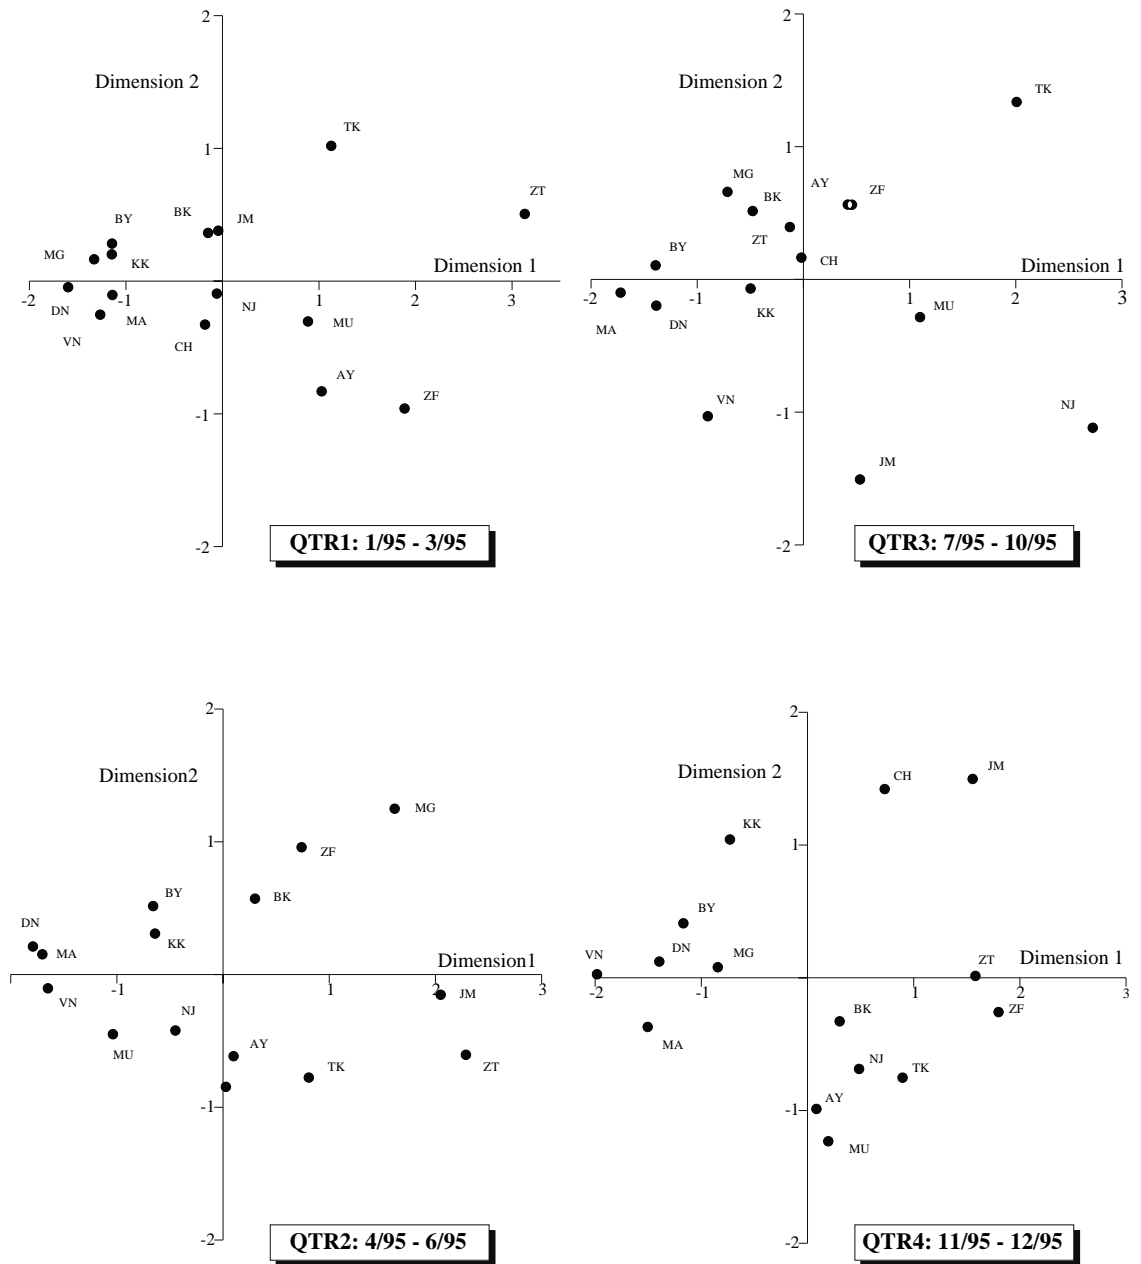 2
Dimension 2
TK
1
ZT
BK
JM
BY
MG
KK
Dimension 1
-2
-1
1
2
3
DN
MA
NJ
VN
CH
MU
AY
ZF
-1
-2
QTR1: 1/95 - 3/95
2
Dimension 2
TK
1
MG
BK
AY
ZF
ZT
BY
CH
Dimension 1
-2
-1
1
2
3
MA
DN
KK
MU
VN
NJ
-1
JM
-2
QTR3: 7/95 - 10/95
2
Dimension2
MG
1
ZF
BY
BK
DN
KK
MA
Dimension1
-1
1
2
3
VN
NJ
JM
MU
AY
TK
ZT
-1
-2
QTR2: 4/95 - 6/95
2
Dimension 2
CH
JM
KK
1
BY
VN
DN
MG
ZT
Dimension 1
-2
-1
1
2
3
BK
ZF
MA
NJ
TK
AY
-1
MU
-2
QTR4: 11/95 - 12/95